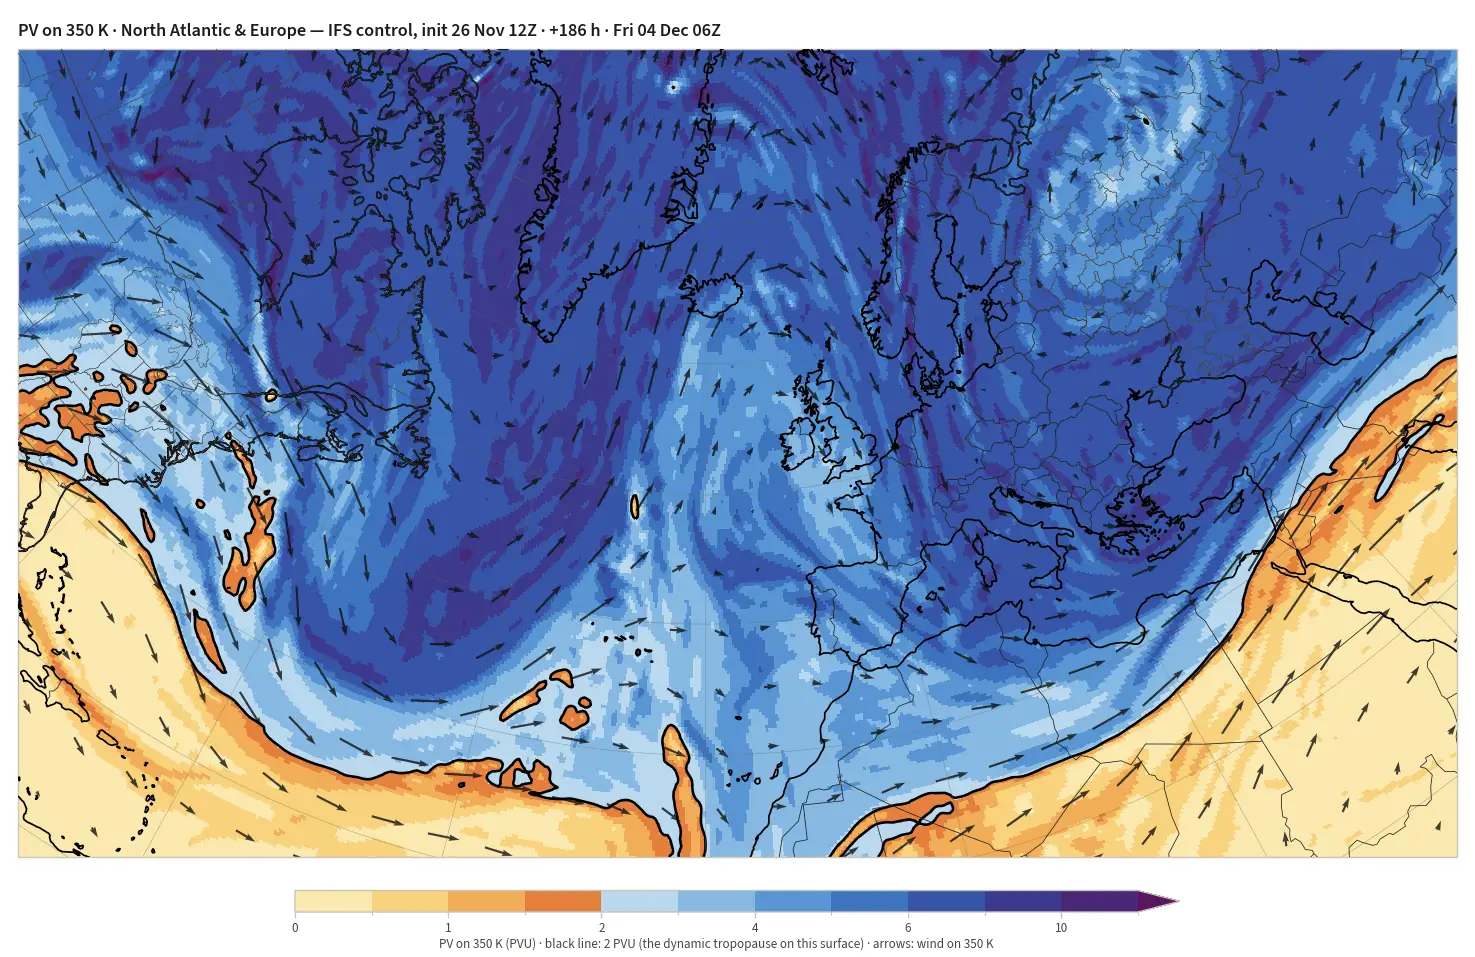 PV on 350 K · North Atlantic & Europe — IFS control, init 26 Nov 12Z · +186 h · Fri 04 Dec 06Z
0 1 2 4 6 10
PV on 350 K (PVU) · black line: 2 PVU (the dynamic tropopause on this surface) · arrows: wind on 350 K